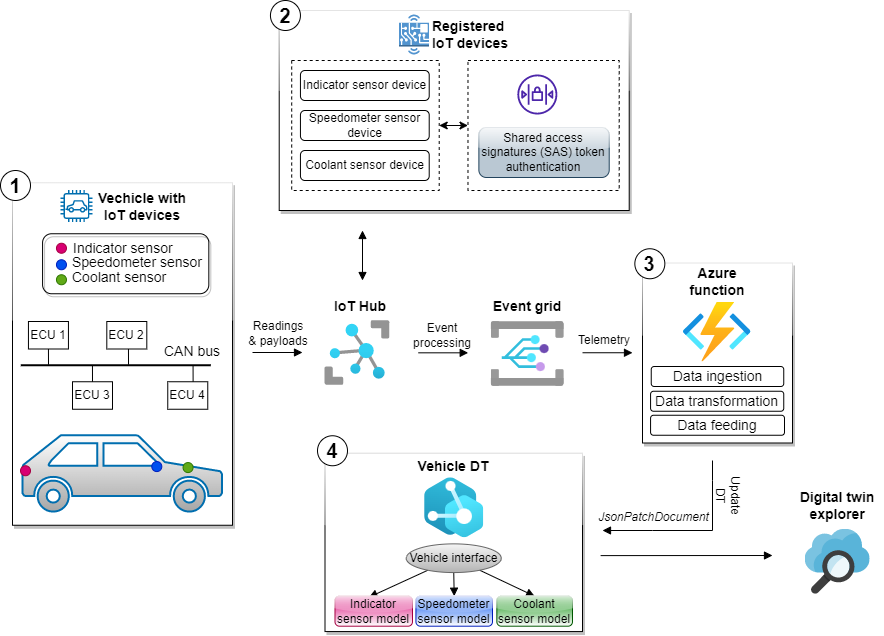 2
Registered
IoT devices
Indicator sensor device
Speedometer sensor
device
Coolant sensor device
Shared access
signatures (SAS) token
authentication
1
Vechicle with
IoT devices
Indicator sensor
Speedometer sensor
Coolant sensor
ECU 1
ECU 2
CAN bus
ECU 3
ECU 4
Readings
& payloads
IoT Hub
Event
processing
Event grid
Telemetry
3
Azure
function
Data ingestion
Data transformation
Data feeding
Update
DT
JsonPatchDocument
4
Vehicle DT
Vehicle interface
Indicator
sensor model
Speedometer
sensor model
Coolant
sensor model
Digital twin
explorer